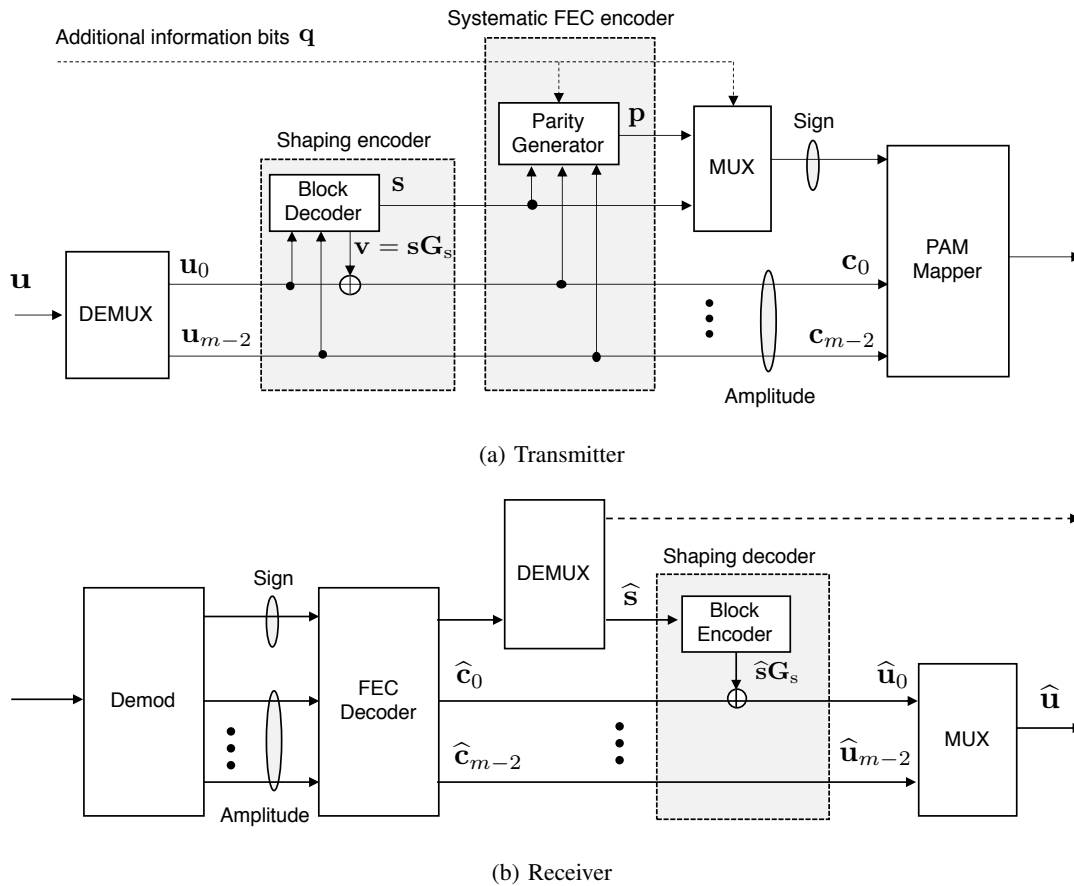 Systematic FEC encoder
Additional information bits q
Parity
Generator
p
MUX
Sign
Shaping encoder
Block
Decoder
s
v = sG_s
u
DEMUX
u_0
u_{m−2}
c_0
c_{m−2}
Amplitude
PAM
Mapper
(a) Transmitter
DEMUX
Shaping decoder
Sign
ŝ
Block
Encoder
ŝG_s
Demod
FEC
Decoder
ĉ_0
ĉ_{m−2}
û_0
û_{m−2}
MUX
û
Amplitude
(b) Receiver